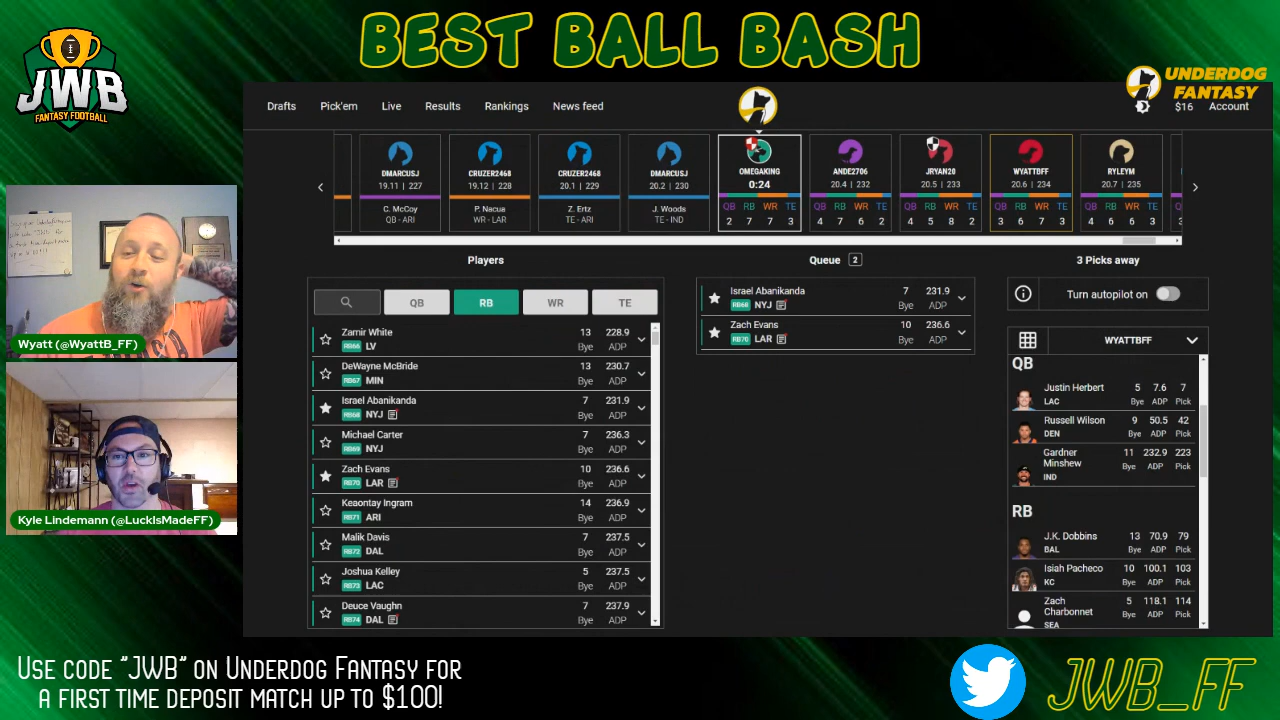 BEST BALL BASH
JWB
FANTASY FOOTBALL
UNDERDOG
FANTASY
Drafts Pick'em Live Results Rankings News feed
$16 Account
DMARCUSJ
19.11 | 227
C. McCoy
QB - ARI
CRUZER2468
19.12 | 228
P. Nacua
WR - LAR
CRUZER2468
20.1 | 229
Z. Ertz
TE - ARI
DMARCUSJ
20.2 | 230
J. Woods
TE - IND
OMEGAKING
0:24
QB RB WR TE
2 7 7 3
ANDE2706
20.4 | 232
QB RB WR TE
4 7 6 2
JRYAN20
20.5 | 233
QB RB WR TE
4 5 8 2
WYATTBFF
20.6 | 234
QB RB WR TE
3 6 7 3
RYLEYM
20.7 | 235
QB RB WR TE
4 6 6 3
Players
QB RB WR TE
Zamir White 13 228.9
RB66 LV Bye ADP
DeWayne McBride 13 230.7
RB67 MIN Bye ADP
Israel Abanikanda 7 231.9
RB68 NYJ Bye ADP
Michael Carter 7 236.3
RB69 NYJ Bye ADP
Zach Evans 10 236.6
RB70 LAR Bye ADP
Keaontay Ingram 14 236.9
RB71 ARI Bye ADP
Malik Davis 7 237.5
RB72 DAL Bye ADP
Joshua Kelley 5 237.5
RB73 LAC Bye ADP
Deuce Vaughn 7 237.9
RB74 DAL Bye ADP
Queue 2
Israel Abanikanda 7 231.9
RB68 NYJ Bye ADP
Zach Evans 10 236.6
RB70 LAR Bye ADP
3 Picks away
Turn autopilot on
WYATTBFF
QB
Justin Herbert 5 7.6 7
LAC Bye ADP Pick
Russell Wilson 9 50.5 42
DEN Bye ADP Pick
Gardner Minshew 11 232.9 223
IND Bye ADP Pick
RB
J.K. Dobbins 13 70.9 79
BAL Bye ADP Pick
Isiah Pacheco 10 100.1 103
KC Bye ADP Pick
Zach Charbonnet 5 118.1 114
SEA Bye ADP Pick
Wyatt (@WyattB_FF)
Kyle Lindemann (@LuckIsMadeFF)
USE CODE "JWB" ON UNDERDOG FANTASY FOR
A FIRST TIME DEPOSIT MATCH UP TO $100!
JWB_FF